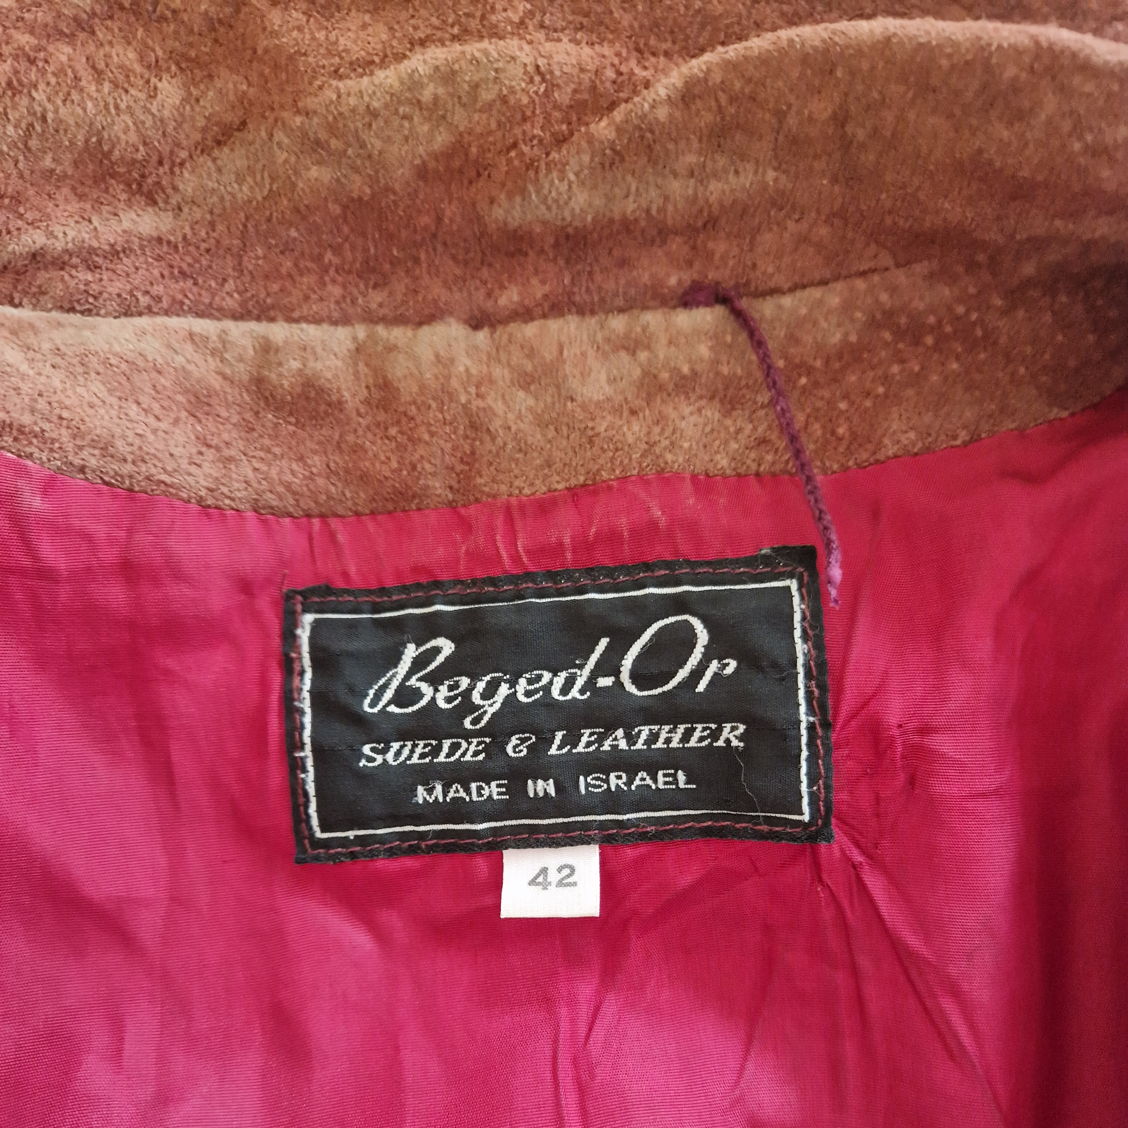 Beged-Or
SUEDE & LEATHER
MADE IN ISRAEL
42